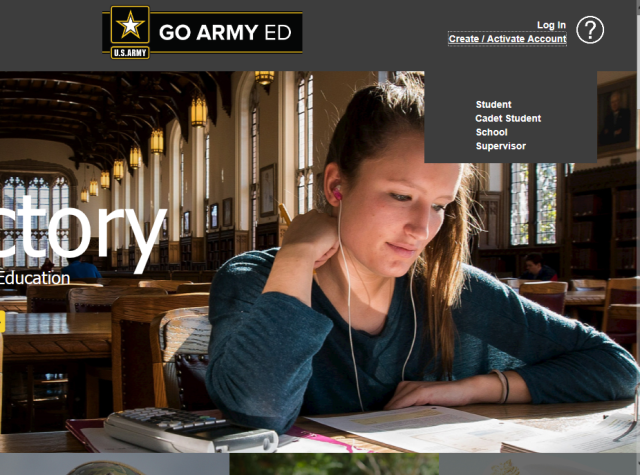 U.S.ARMY
GO ARMY ED
Log In
Create / Activate Account
?
Student
Cadet Student
School
Supervisor
ctory
Education